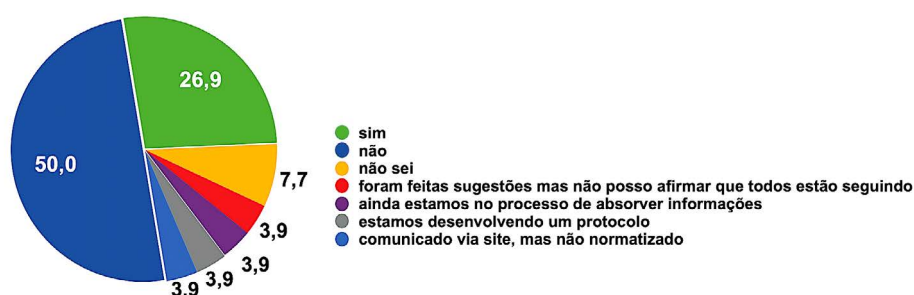 26,9
50,0
7,7
3,9
3,9
3,9
3,9
sim
não
não sei
foram feitas sugestões mas não posso afirmar que todos estão seguindo
ainda estamos no processo de absorver informações
estamos desenvolvendo um protocolo
comunicado via site, mas não normatizado